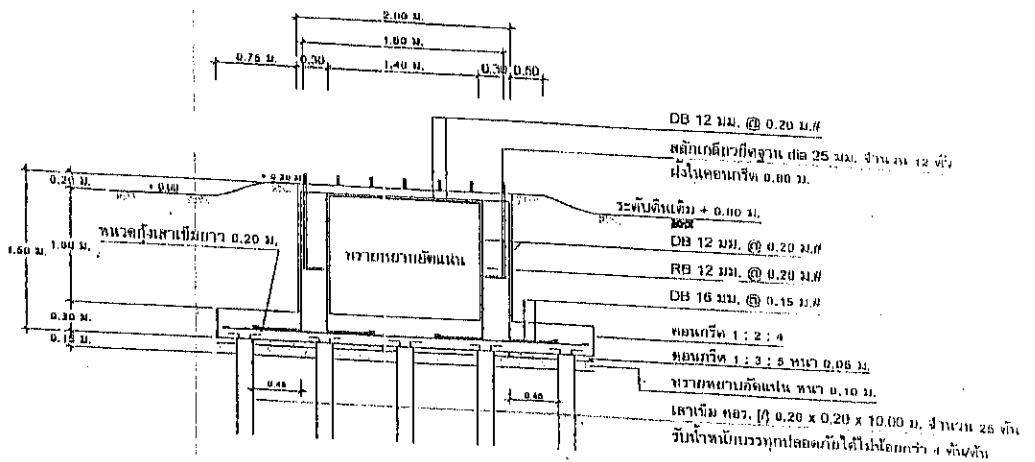 2.00 ม.
1.80 ม.
0.75 ม. 0.30 1.40 ม. 0.30 0.50
DB 12 มม. @ 0.20 ม.#
สลักเกลียวยึดฐาน dia 25 มม. จำนวน 12 ตัว
ฝังในคอนกรีต 0.80 ม.
0.20 ม. + 0.00 + 0.20 ม.
ระดับดินเดิม + 0.00 ม.
หนวดกุ้งเสาเข็มยาว 0.20 ม.
1.50 ม. 1.00 ม.
ทรายหยาบอัดแน่น
DB 12 มม. @ 0.20 ม.#
RB 12 มม. @ 0.20 ม.#
DB 16 มม. @ 0.15 ม.#
0.30 ม.
คอนกรีต 1 : 2 : 4
0.15 ม.
คอนกรีต 1 : 3 : 5 หนา 0.05 ม.
ทรายหยาบอัดแน่น หนา 0.10 ม.
0.45 0.45
เสาเข็ม คอร. 0.20 x 0.20 x 10.00 ม. จำนวน 25 ต้น
รับน้ำหนักบรรทุกปลอดภัยได้ไม่น้อยกว่า 4 ตัน/ต้น